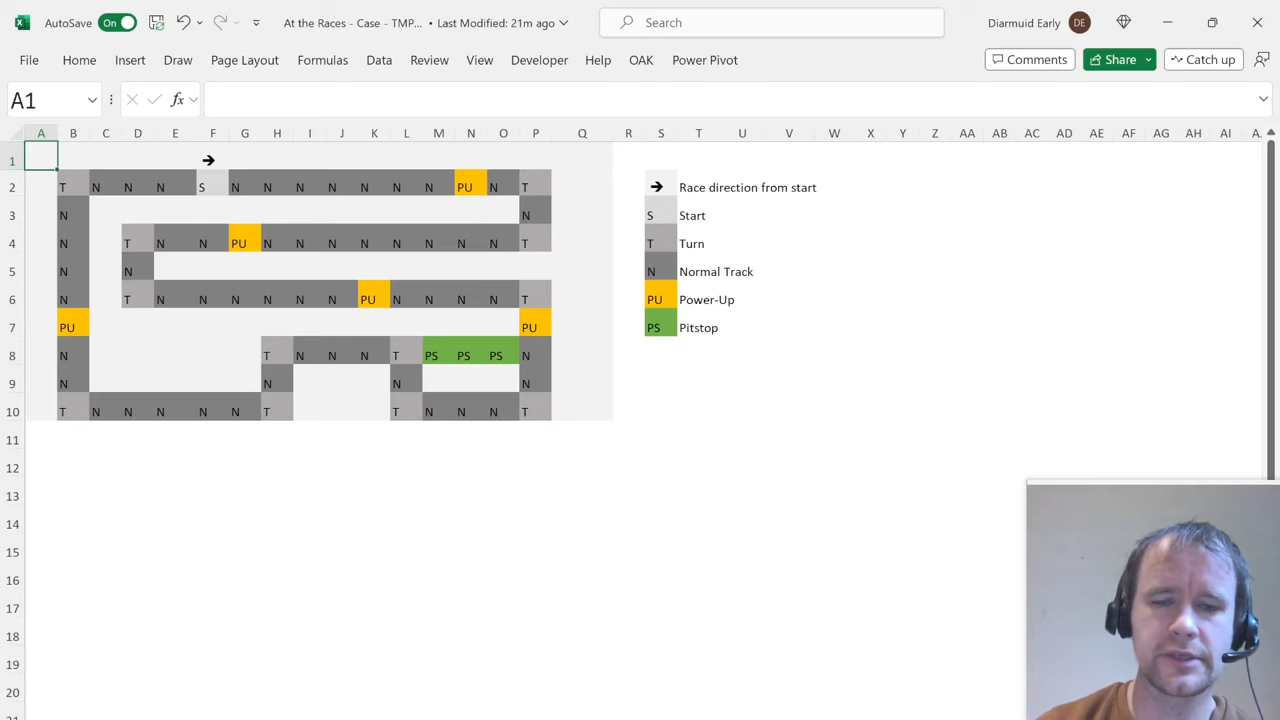 AutoSave On At the Races - Case - TMP... • Last Modified: 21m ago Search Diarmuid Early DE
File Home Insert Draw Page Layout Formulas Data Review View Developer Help OAK Power Pivot Comments Share Catch up
A1 fx
A B C D E F G H I J K L M N O P Q R S T U V W X Y Z AA AB AC AD AE AF AG AH AI
1 ➔
2 T N N N S N N N N N N N PU N T ➔ Race direction from start
3 N N S Start
4 N T N N PU N N N N N N N N T T Turn
5 N N N Normal Track
6 N T N N N N N N PU N N N N T PU Power-Up
7 PU PU PS Pitstop
8 N T N N N T PS PS PS N
9 N N N N
10 T N N N N N T T N N N T
11
12
13
14
15
16
17
18
19
20